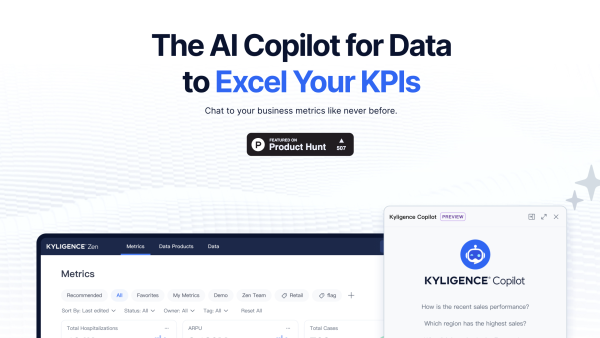 The AI Copilot for Data
to Excel Your KPIs
Chat to your business metrics like never before.
P
FEATURED ON
Product Hunt
507
Kyligence Copilot PREVIEW
KYLIGENCE Zen Metrics Data Products Data
KYLIGENCE Copilot
Metrics
Recommended All Favorites My Metrics Demo Zen Team Retail flag
Sort By: Last edited Status: All Owner: All Tag: All Reset All
Total Hospitalizations ARPU Total Cases
How is the recent sales performance?
Which region has the highest sales?